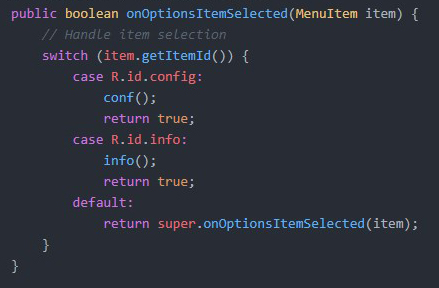 public boolean onOptionsItemSelected(MenuItem item) {
    // Handle item selection
    switch (item.getItemId()) {
        case R.id.config:
            conf();
            return true;
        case R.id.info:
            info();
            return true;
        default:
            return super.onOptionsItemSelected(item);
    }
}